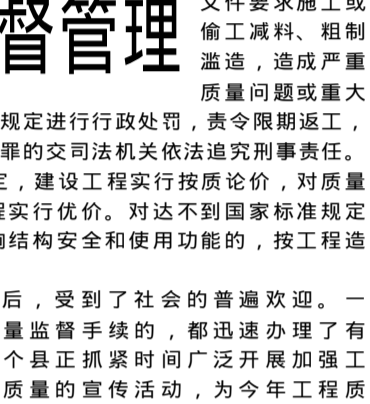 督管理
文件要求施工或
偷工减料、粗制
滥造，造成严重
质量问题或重大
规定进行行政处罚，责令限期返工，
罪的交司法机关依法追究刑事责任。
，建设工程实行按质论价，对质量
程实行优价。对达不到国家标准规定
响结构安全和使用功能的，按工程造
后，受到了社会的普遍欢迎。一
量监督手续的，都迅速办理了有
个县正抓紧时间广泛开展加强工
质量的宣传活动，为今年工程质